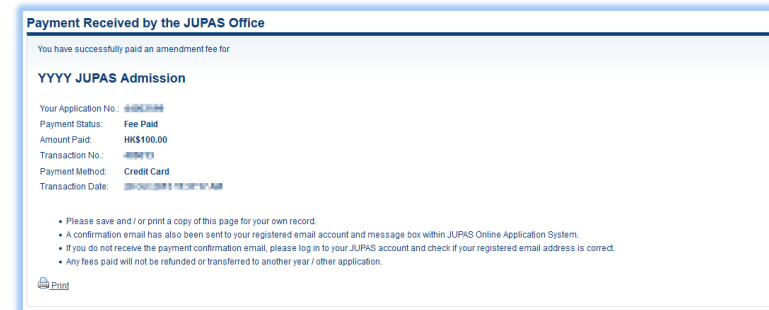 Payment Received by the JUPAS Office
You have successfully paid an amendment fee for
YYYY JUPAS Admission
Your Application No.:
Payment Status: Fee Paid
Amount Paid: HK$100.00
Transaction No.:
Payment Method: Credit Card
Transaction Date:
• Please save and / or print a copy of this page for your own record.
• A confirmation email has also been sent to your registered email account and message box within JUPAS Online Application System.
• If you do not receive the payment confirmation email, please log in to your JUPAS account and check if your registered email address is correct.
• Any fees paid will not be refunded or transferred to another year / other application.
Print